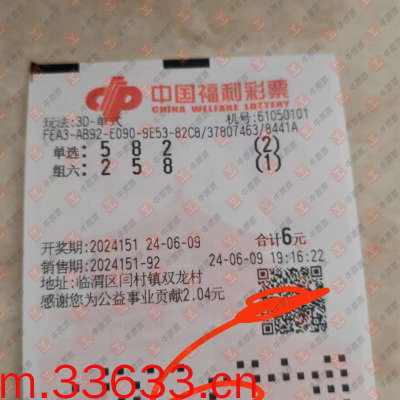 中国福利彩票
CHINA WELFARE LOTTERY
玩法:3D-单式 机号:61050101
FEA3-AB92-E090-9E53-82C8/37807463/8441A
单选: 5 8 2 (2)
组六: 2 5 8 (1)
开奖期:2024151 24-06-09 合计6元
销售期:2024151-92 24-06-09 19:16:22
地址:临渭区闫村镇双龙村
感谢您为公益事业贡献2.04元
m.33633.cn